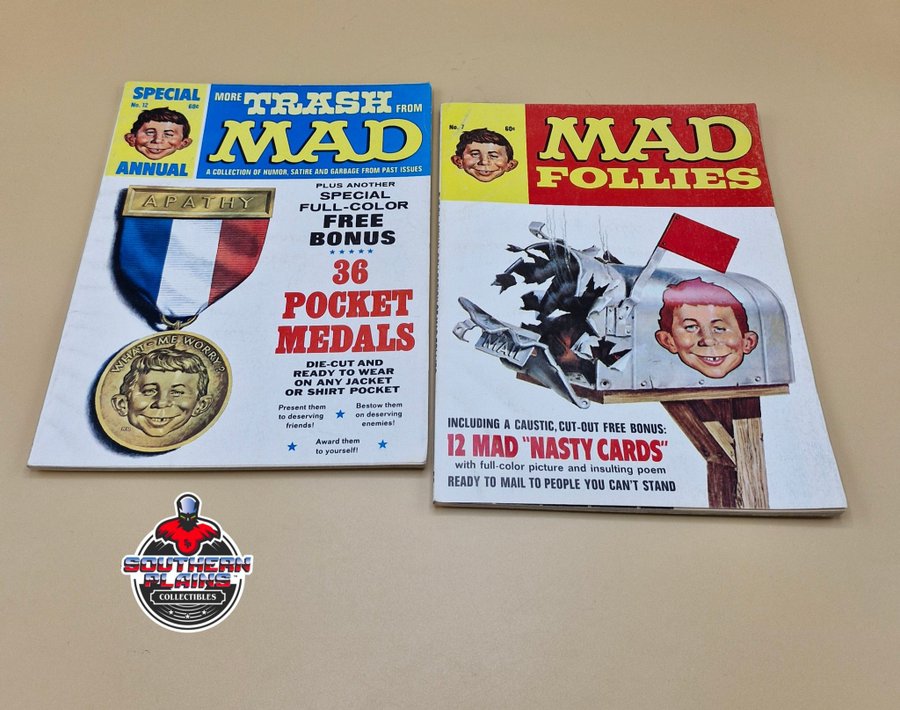 SPECIAL
No. 12 60¢
ANNUAL
MORE TRASH FROM
MAD
A COLLECTION OF HUMOR, SATIRE AND GARBAGE FROM PAST ISSUES
APATHY
WHAT—ME WORRY?
PLUS ANOTHER
SPECIAL
FULL-COLOR
FREE
BONUS
36
POCKET
MEDALS
DIE-CUT AND
READY TO WEAR
ON ANY JACKET
OR SHIRT POCKET
Present them
to deserving
friends!
Bestow them
on deserving
enemies!
Award them
to yourself!
No. 7 60¢
MAD
FOLLIES
MAIL
INCLUDING A CAUSTIC, CUT-OUT FREE BONUS:
12 MAD "NASTY CARDS"
with full-color picture and insulting poem
READY TO MAIL TO PEOPLE YOU CAN'T STAND
SOUTHERN
PLAINS™
COLLECTIBLES